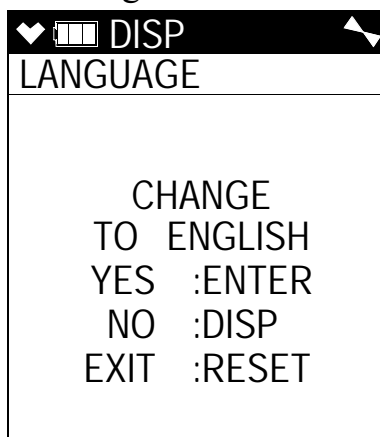 DISP
LANGUAGE
CHANGE
TO ENGLISH
YES :ENTER
NO :DISP
EXIT :RESET